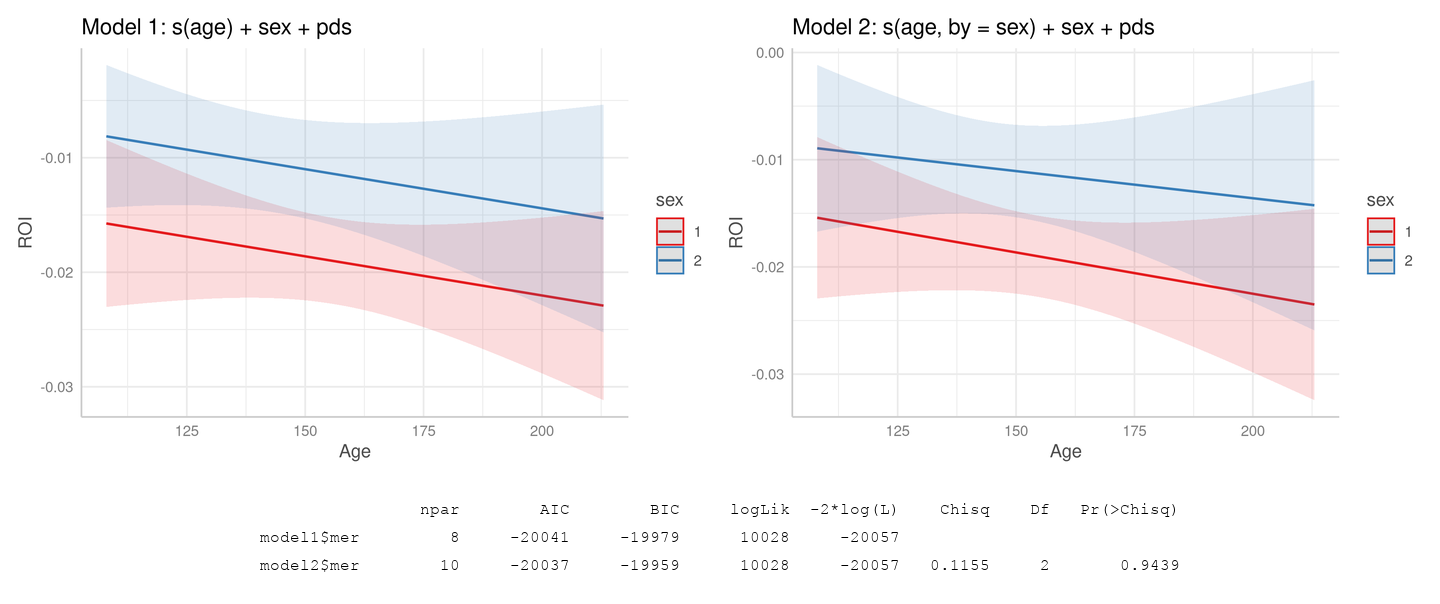 Model 1: s(age) + sex + pds
-0.01
-0.02
-0.03
ROI
125 150 175 200
Age
sex
1
2
Model 2: s(age, by = sex) + sex + pds
0.00
-0.01
-0.02
-0.03
ROI
125 150 175 200
Age
sex
1
2
npar AIC BIC logLik -2*log(L) Chisq Df Pr(>Chisq)
model1$mer 8 -20041 -19979 10028 -20057
model2$mer 10 -20037 -19959 10028 -20057 0.1155 2 0.9439